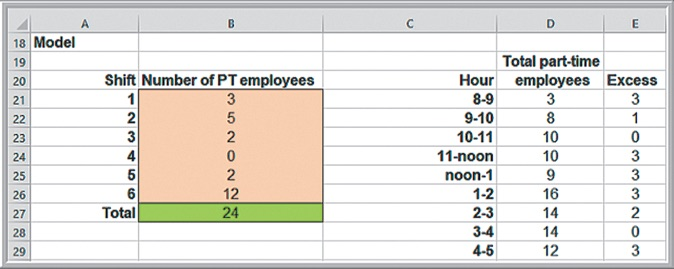 A B C D E
18 Model
19 Total part-time
20 Shift Number of PT employees Hour employees Excess
21 1 3 8-9 3 3
22 2 5 9-10 8 1
23 3 2 10-11 10 0
24 4 0 11-noon 10 3
25 5 2 noon-1 9 3
26 6 12 1-2 16 3
27 Total 24 2-3 14 2
28 3-4 14 0
29 4-5 12 3